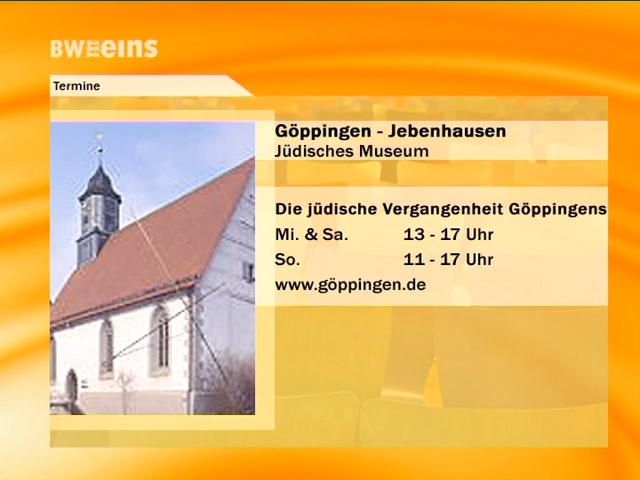 BW eins
Termine
Göppingen - Jebenhausen
Jüdisches Museum
Die jüdische Vergangenheit Göppingens
Mi. & Sa. 13 - 17 Uhr
So. 11 - 17 Uhr
www.göppingen.de